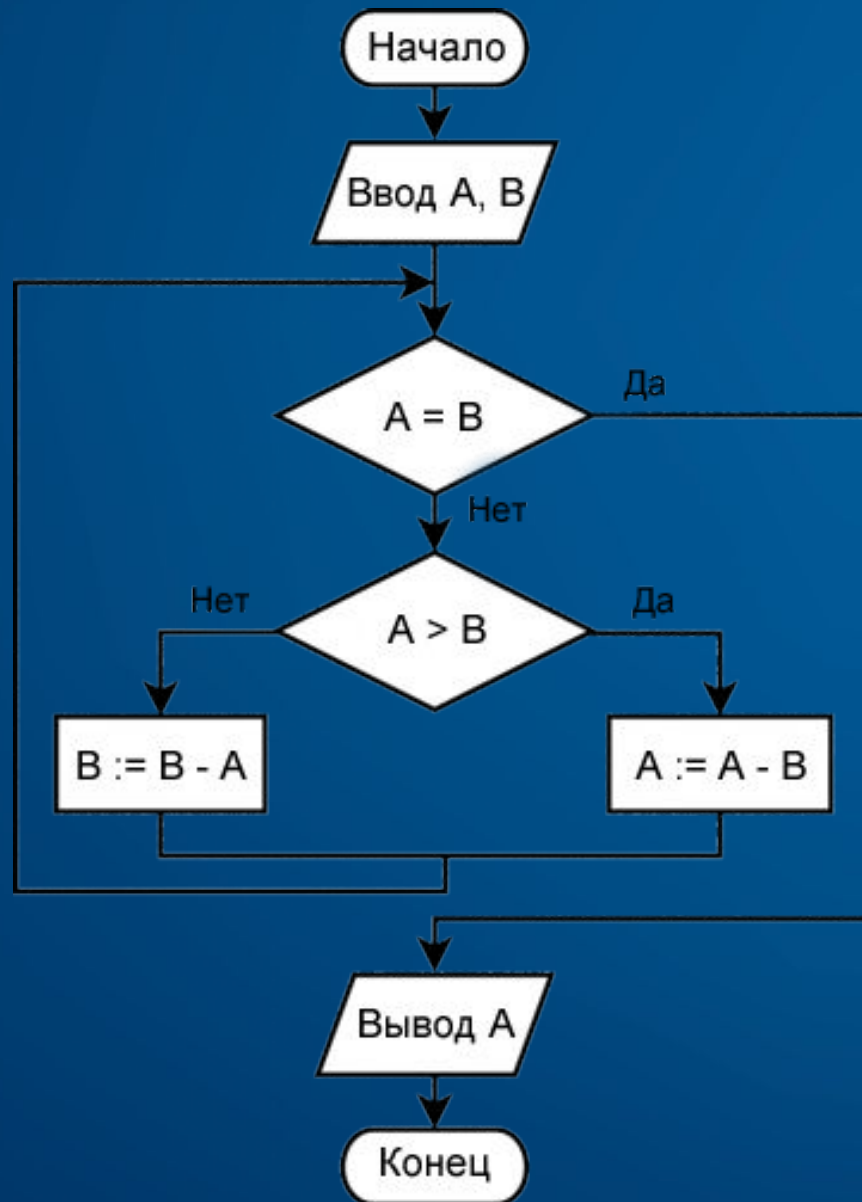 Начало
Ввод A, B
A = B
Да
Нет
A > B
Нет
Да
B := B - A
A := A - B
Вывод A
Конец